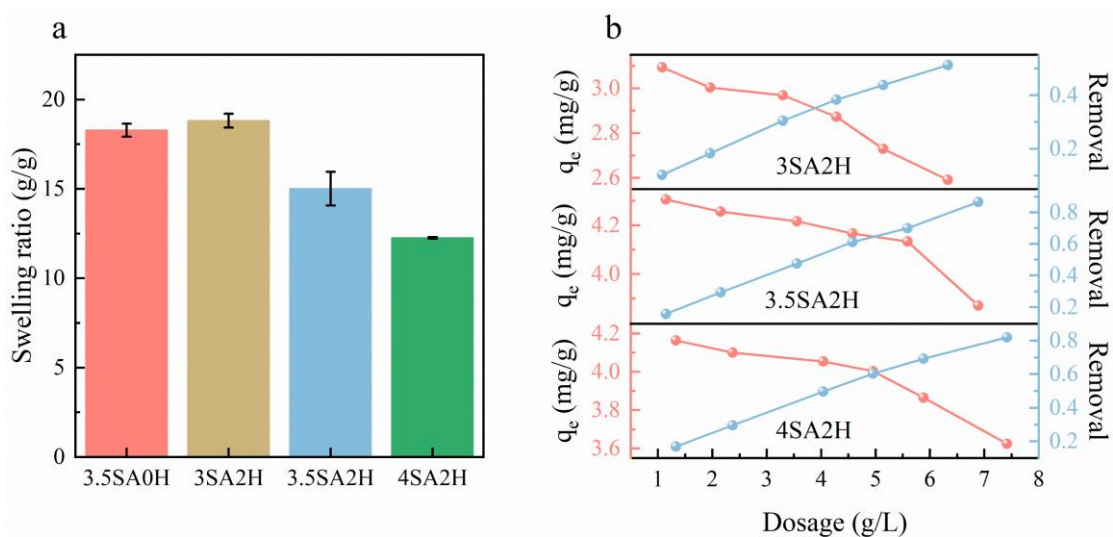 a
Swelling ratio (g/g)
20
15
10
5
0
3.5SA0H 3SA2H 3.5SA2H 4SA2H
b
qe (mg/g)
3.0
2.8
2.6
3SA2H
0.4
0.2
Removal
qe (mg/g)
4.2
4.0
3.5SA2H
0.8
0.6
0.4
0.2
Removal
qe (mg/g)
4.2
4.0
3.8
3.6
4SA2H
0.8
0.6
0.4
0.2
Removal
1 2 3 4 5 6 7 8
Dosage (g/L)